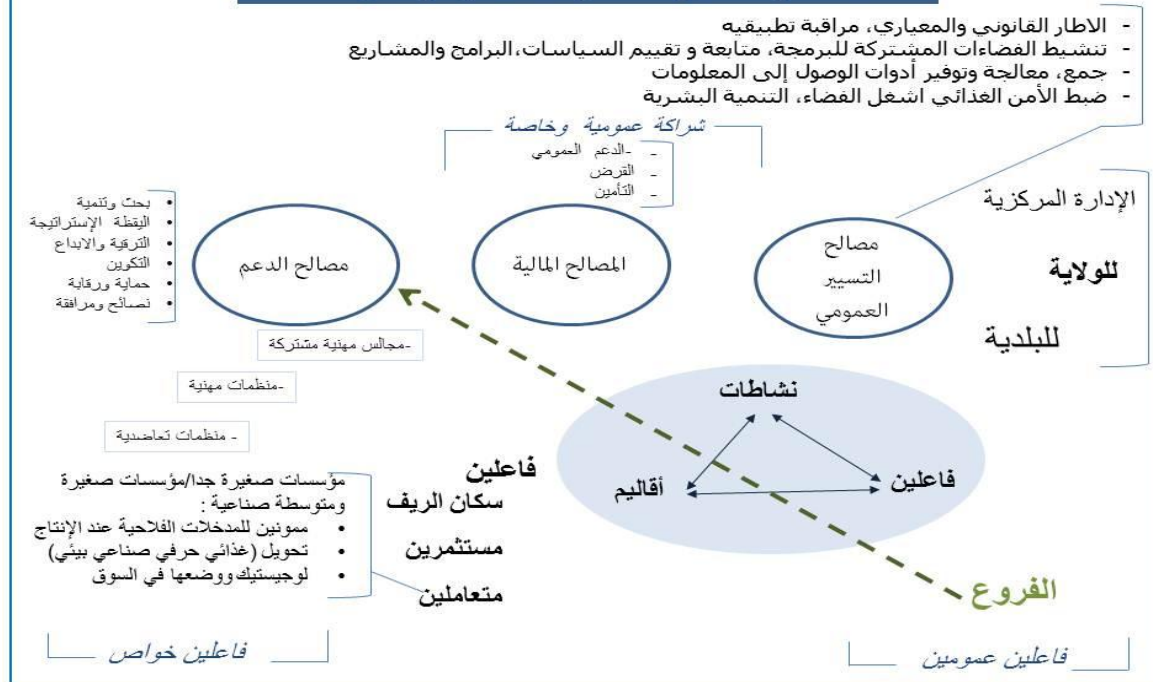 - الاطار القانوني والمعياري، مراقبة تطبيقيه
- تنشيط الفضاءات المشتركة للبرمجة، متابعة و تقييم السياسات،البرامج والمشاريع
- جمع، معالجة وتوفير أدوات الوصول إلى المعلومات
- ضبط الأمن الغذائي اشغل الفضاء، التنمية البشرية
شراكة عمومية وخاصة
- -الدعم العمومي
- القرض
- التأمين
الإدارة المركزية
للولاية
للبلدية
مصالح
التسيير
العمومي
المصالح المالية
مصالح الدعم
• بحث وتنمية
• اليقظة الإستراتيجة
• الترقية والابداع
• التكوين
• حماية ورقابة
• نصائح ومرافقة
-مجالس مهنية مشتركة
-منظمات مهنية
- منظمات تعاضدية
نشاطات
فاعلين
أقاليم
فاعلين
سكان الريف
مستثمرين
متعاملين
مؤسسات صغيرة جدا/مؤسسات صغيرة
ومتوسطة صناعية :
• ممونين للمدخلات الفلاحية عند الإنتاج
• تحويل (غذائي حرفي صناعي بيئي)
• لوجيستيك ووضعها في السوق
الفروع
فاعلين عمومين
فاعلين خواص